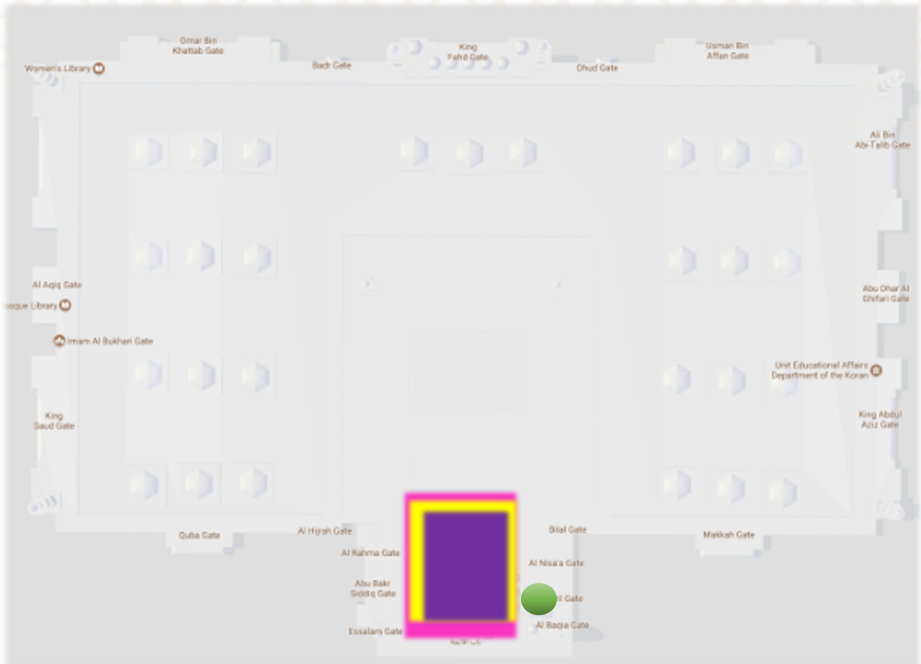 Omar Bin
Khattab Gate
King
Fahd Gate
Usman Bin
Affan Gate
Women's Library
Badr Gate
Ohud Gate
Ali Bin
Abi-Talib Gate
Al Aqiq Gate
Library
Abu Dhar Al
Ghifari Gate
Imam Al Bukhari Gate
Unit Educational Affairs
Department of the Koran
King
Saud Gate
King Abdul
Aziz Gate
Quba Gate
Al Hijrah Gate
Bilal Gate
Makkah Gate
Al Rahma Gate
Al Nisa'a Gate
Abu Bakr
Siddiq Gate
Gate
Essalam Gate
Al Baqia Gate